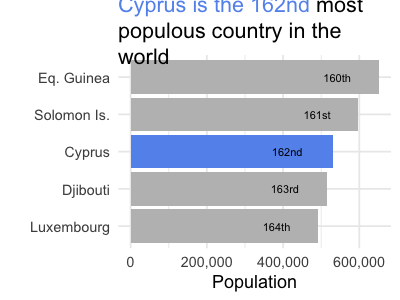 Cyprus is the 162nd most
populous country in the
world
Eq. Guinea
160th
Solomon Is.
161st
Cyprus
162nd
Djibouti
163rd
Luxembourg
164th
0
200,000
400,000
600,000
Population